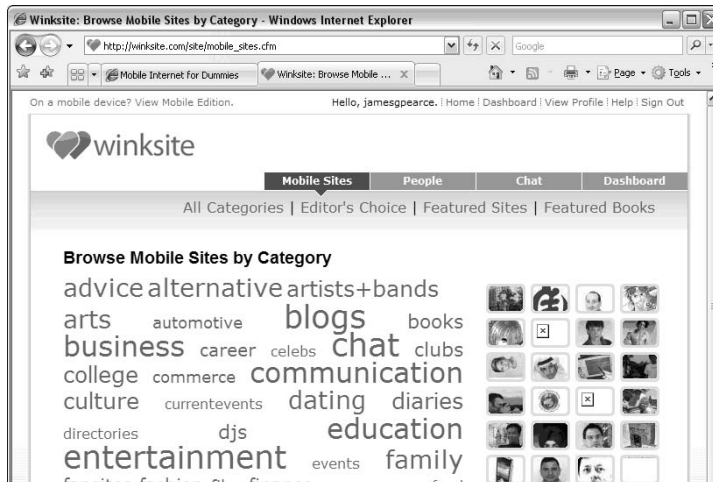 Winksite: Browse Mobile Sites by Category - Windows Internet Explorer
http://winksite.com/site/mobile_sites.cfm
Google
Mobile Internet for Dummies
Winksite: Browse Mobile ...
Page
Tools
On a mobile device? View Mobile Edition.
Hello, jamesgpearce. | Home | Dashboard | View Profile | Help | Sign Out
winksite
Mobile Sites People Chat Dashboard
All Categories | Editor's Choice | Featured Sites | Featured Books
Browse Mobile Sites by Category
advice alternative artists+bands
arts automotive blogs books
business career celebs chat clubs
college commerce communication
culture currentevents dating diaries
directories djs education
entertainment events family